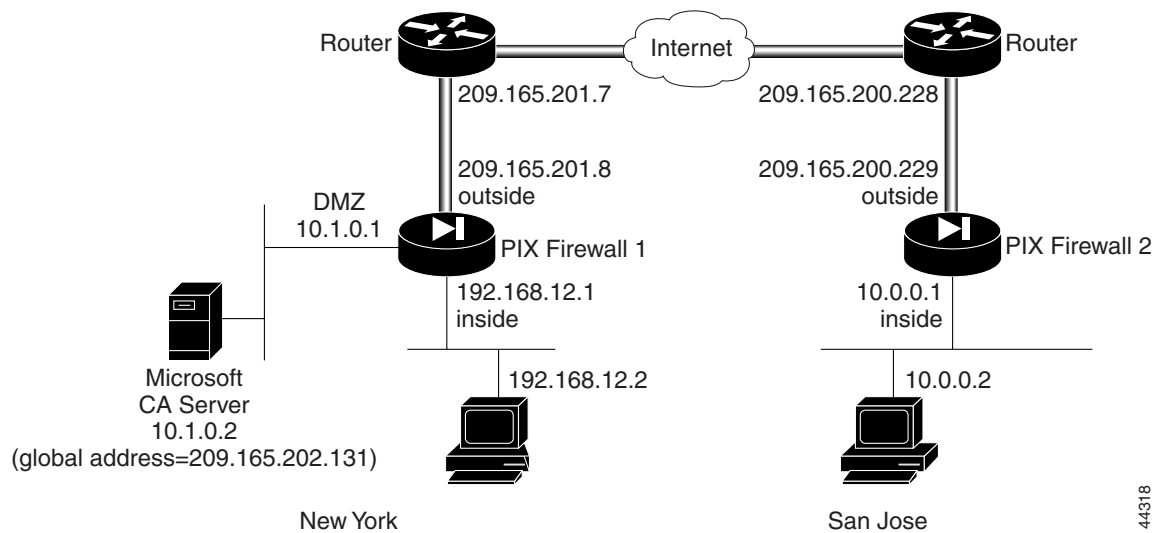 Router
Internet
Router
209.165.201.7
209.165.200.228
209.165.201.8
outside
209.165.200.229
outside
DMZ
10.1.0.1
PIX Firewall 1
PIX Firewall 2
192.168.12.1
inside
10.0.0.1
inside
Microsoft
CA Server
10.1.0.2
(global address=209.165.202.131)
192.168.12.2
10.0.0.2
New York
San Jose
44318